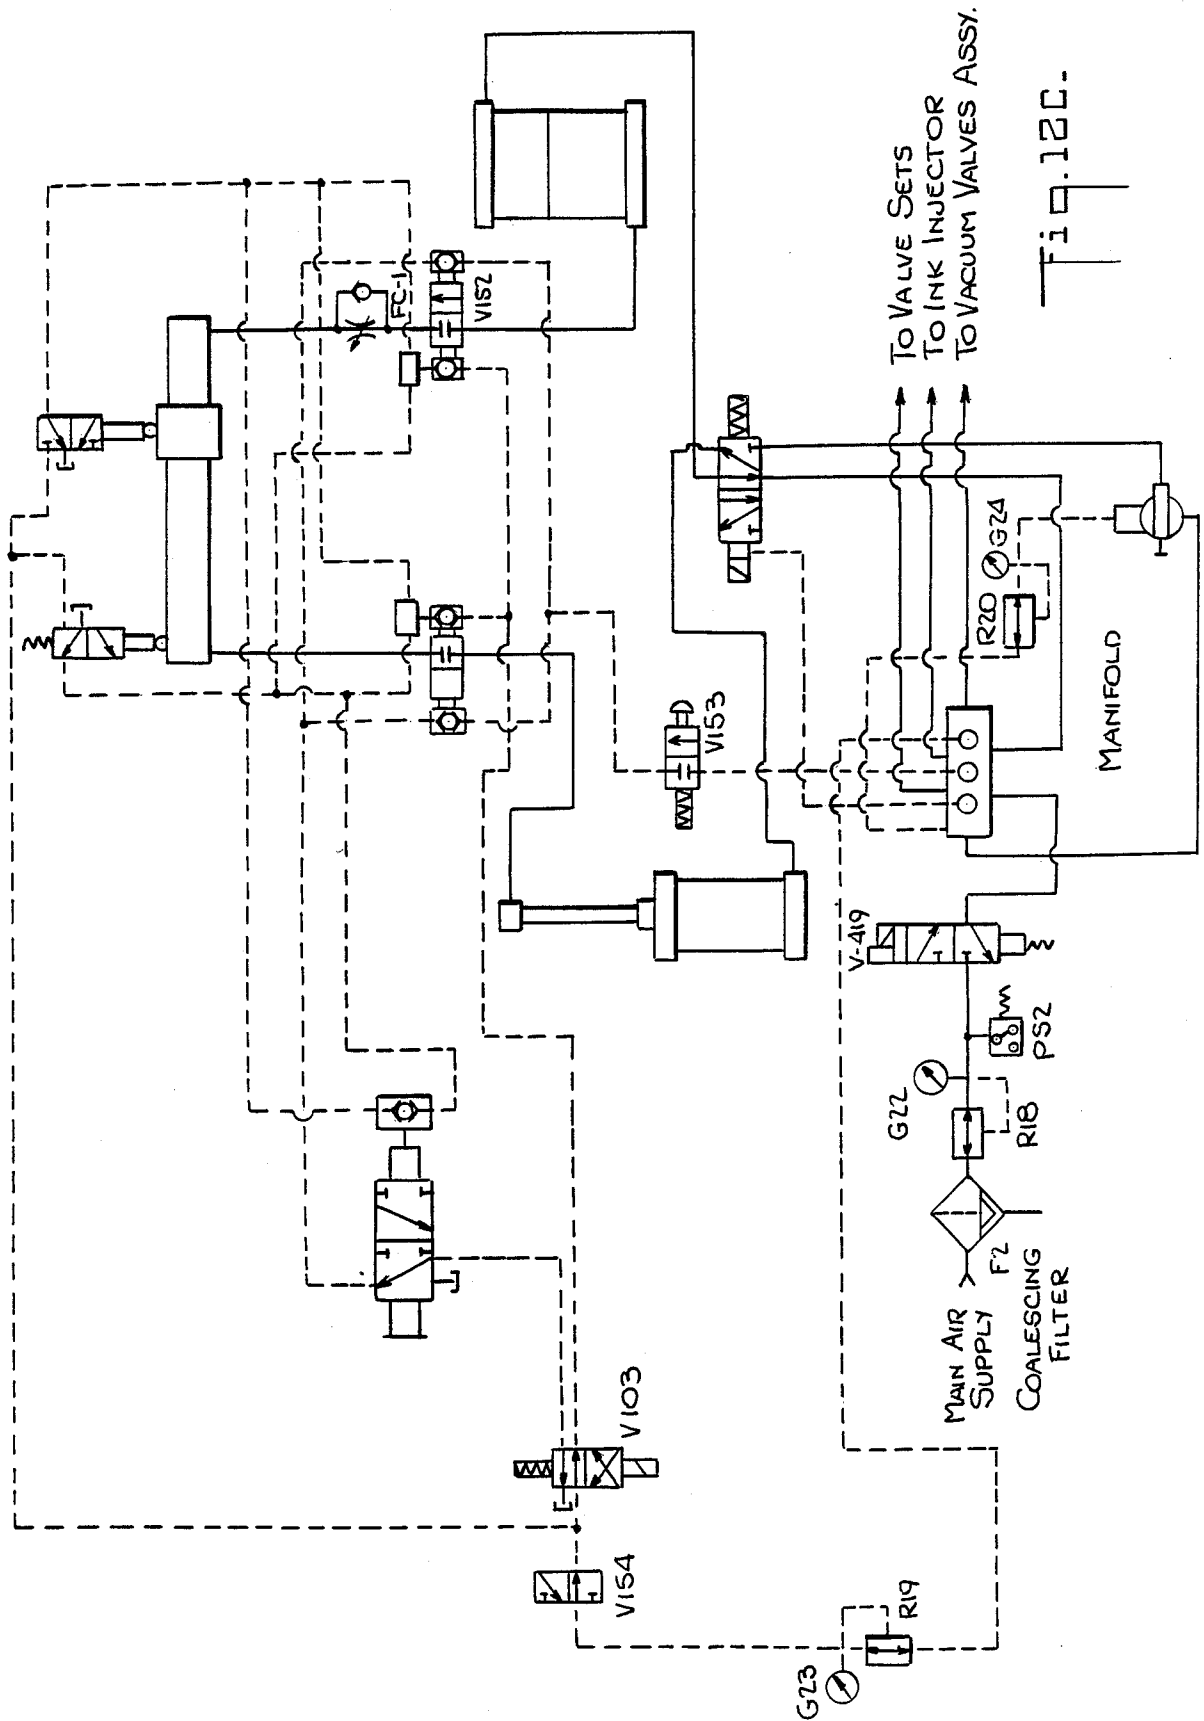 FC-1
V152
To Valve Sets
To Ink Injector
To Vacuum Valves Assy.
Fig.12C.
G24
R20
MANIFOLD
V153
V-419
PS2
G22
R18
F2
Main Air
Supply
Coalescing
Filter
V103
V154
R19
G23